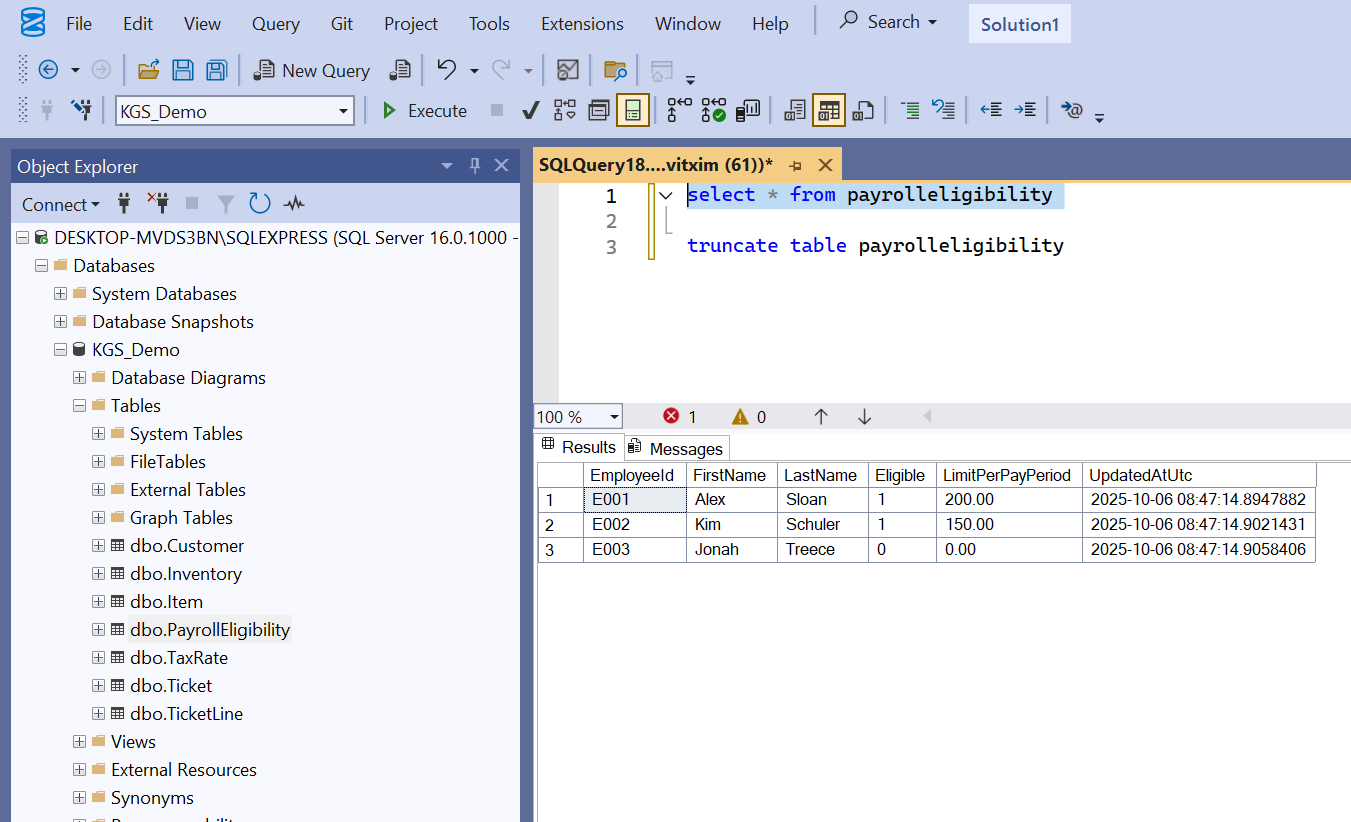 File Edit View Query Git Project Tools Extensions Window Help Search Solution1
New Query
KGS_Demo Execute
Object Explorer
Connect
DESKTOP-MVDS3BN\SQLEXPRESS (SQL Server 16.0.1000 -
Databases
System Databases
Database Snapshots
KGS_Demo
Database Diagrams
Tables
System Tables
FileTables
External Tables
Graph Tables
dbo.Customer
dbo.Inventory
dbo.Item
dbo.PayrollEligibility
dbo.TaxRate
dbo.Ticket
dbo.TicketLine
Views
External Resources
Synonyms
SQLQuery18....vitxim (61))*
1 select * from payrolleligibility
2
3 truncate table payrolleligibility
100 % 1 0
Results Messages
EmployeeId FirstName LastName Eligible LimitPerPayPeriod UpdatedAtUtc
1 E001 Alex Sloan 1 200.00 2025-10-06 08:47:14.8947882
2 E002 Kim Schuler 1 150.00 2025-10-06 08:47:14.9021431
3 E003 Jonah Treece 0 0.00 2025-10-06 08:47:14.9058406